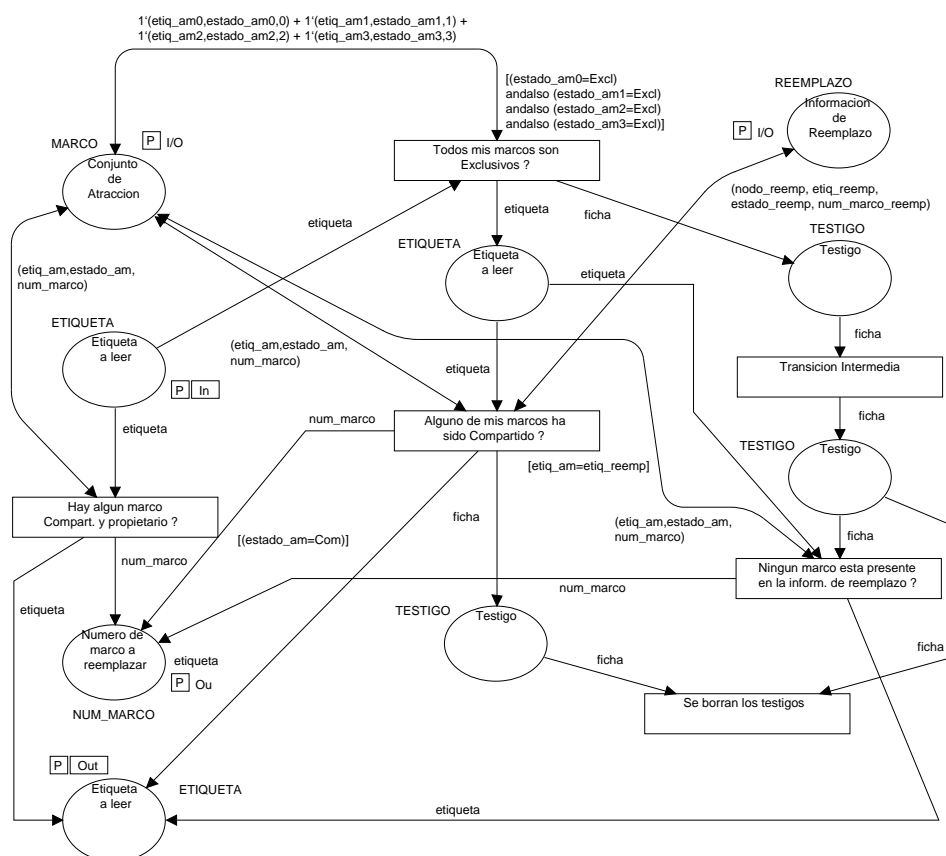 1‘(etiq_am0,estado_am0,0) + 1‘(etiq_am1,estado_am1,1) +
1‘(etiq_am2,estado_am2,2) + 1‘(etiq_am3,estado_am3,3)
[(estado_am0=Excl)
andalso (estado_am1=Excl)
andalso (estado_am2=Excl)
andalso (estado_am3=Excl)]
REEMPLAZO
Informacion
de
Reemplazo
P I/O
MARCO
P I/O
Conjunto
de
Atraccion
Todos mis marcos son
Exclusivos ?
(nodo_reemp, etiq_reemp,
estado_reemp, num_marco_reemp)
etiqueta
etiqueta
ficha
TESTIGO
Testigo
ETIQUETA
Etiqueta
a leer
etiqueta
(etiq_am,estado_am,
num_marco)
ETIQUETA
Etiqueta
a leer
P In
(etiq_am,estado_am,
num_marco)
ficha
Transicion Intermedia
etiqueta
ficha
etiqueta
num_marco
Alguno de mis marcos ha
sido Compartido ?
[etiq_am=etiq_reemp]
TESTIGO
Testigo
Hay algun marco
Compart. y propietario ?
ficha
(etiq_am,estado_am,
num_marco)
ficha
[(estado_am=Com)]
num_marco
Ningun marco esta presente
en la inform. de reemplazo ?
etiqueta
num_marco
TESTIGO
Testigo
Numero de
marco a
reemplazar
etiqueta
P Ou
NUM_MARCO
ficha
ficha
Se borran los testigos
P Out
Etiqueta
a leer
ETIQUETA
etiqueta